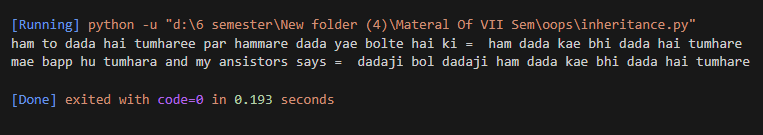 [Running] python -u "d:\6 semester\New folder (4)\Materal Of VII Sem\oops\inheritance.py"
ham to dada hai tumharee par hammare dada yae bolte hai ki =  ham dada kae bhi dada hai tumhare
mae bapp hu tumhara and my ansistors says =  dadaji bol dadaji ham dada kae bhi dada hai tumhare
[Done] exited with code=0 in 0.193 seconds